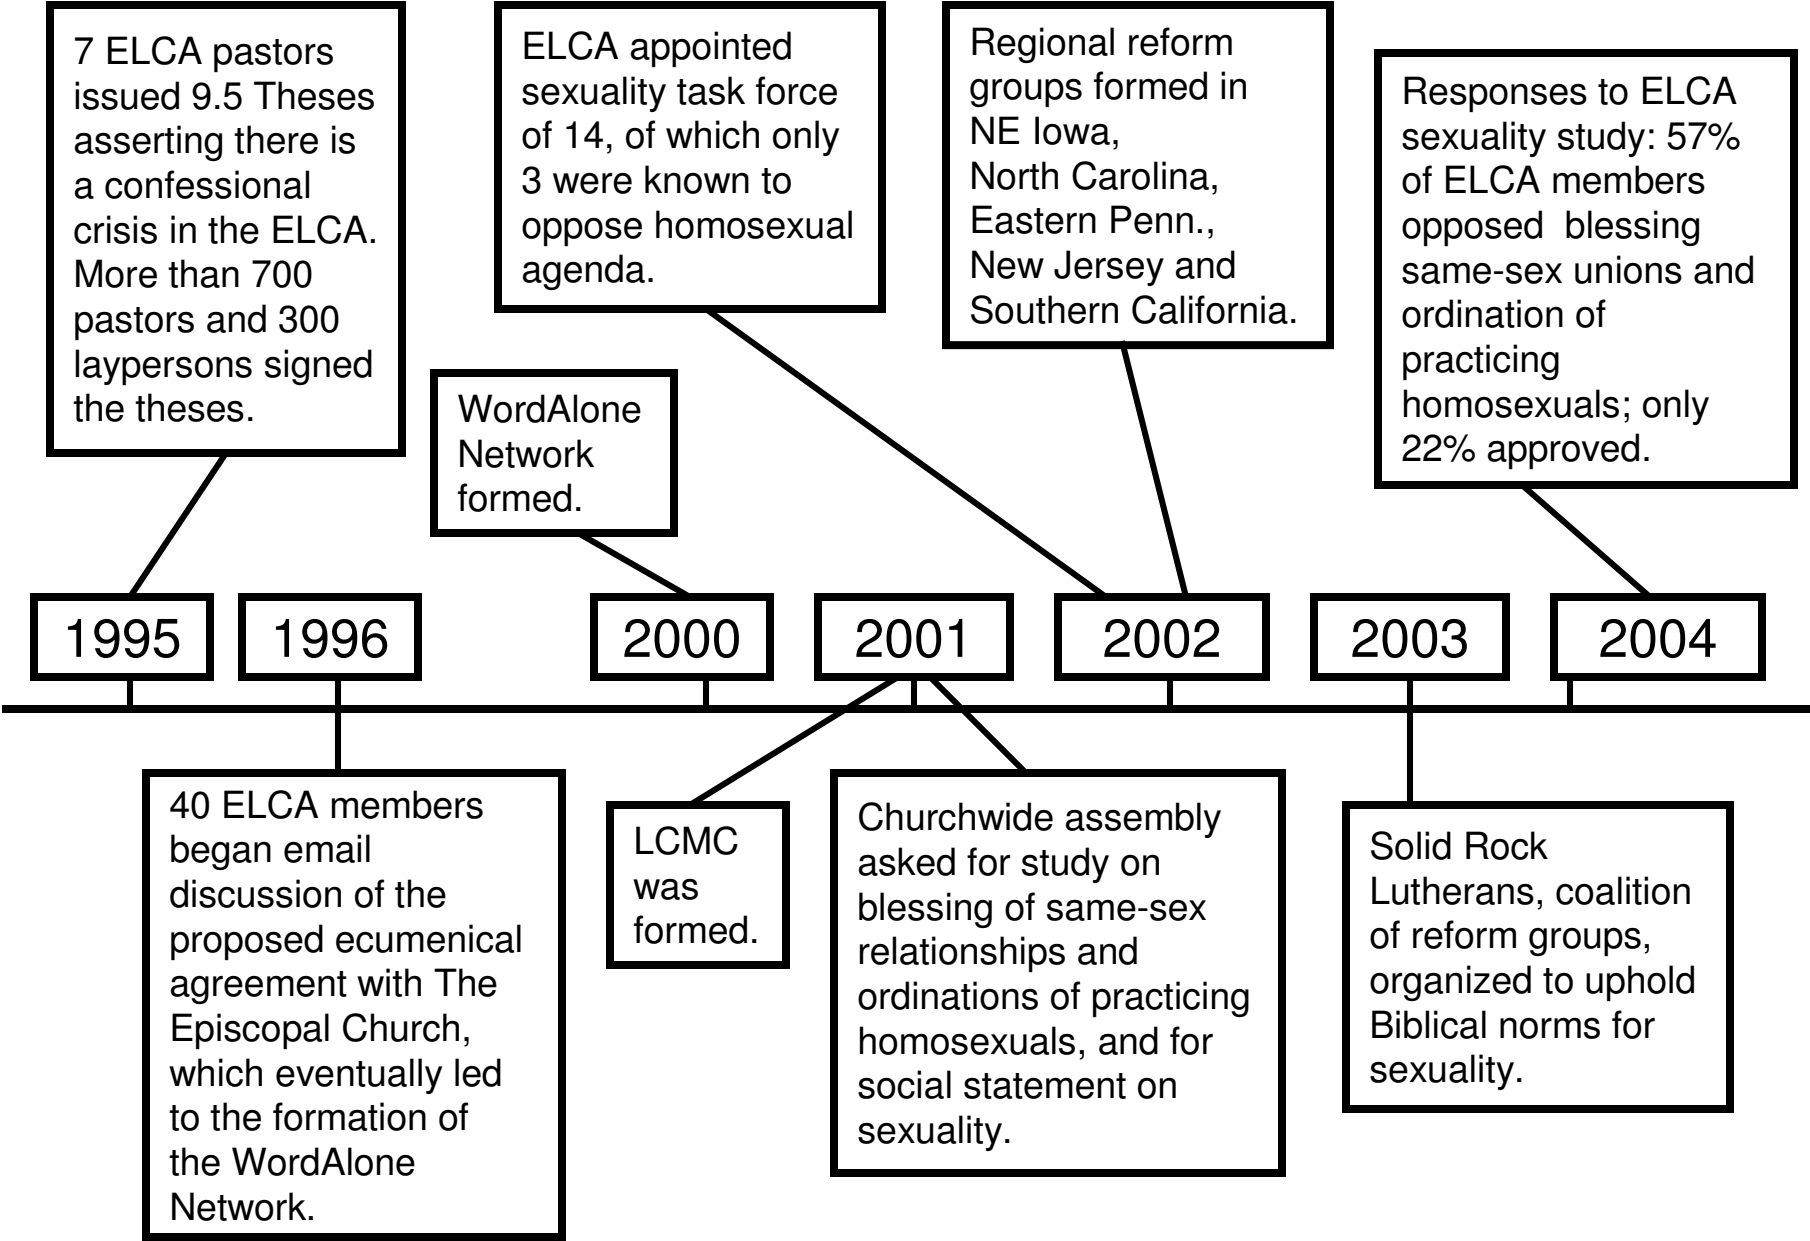 7 ELCA pastors
issued 9.5 Theses
asserting there is
a confessional
crisis in the ELCA.
More than 700
pastors and 300
laypersons signed
the theses.
WordAlone
Network
formed.
ELCA appointed
sexuality task force
of 14, of which only
3 were known to
oppose homosexual
agenda.
Regional reform
groups formed in
NE Iowa,
North Carolina,
Eastern Penn.,
New Jersey and
Southern California.
Responses to ELCA
sexuality study: 57%
of ELCA members
opposed  blessing
same-sex unions and
ordination of
practicing
homosexuals; only
22% approved.
1995
1996
2000
2001
2002
2003
2004
40 ELCA members
began email
discussion of the
proposed ecumenical
agreement with The
Episcopal Church,
which eventually led
to the formation of
the WordAlone
Network.
LCMC
was
formed.
Churchwide assembly
asked for study on
blessing of same-sex
relationships and
ordinations of practicing
homosexuals, and for
social statement on
sexuality.
Solid Rock
Lutherans, coalition
of reform groups,
organized to uphold
Biblical norms for
sexuality.